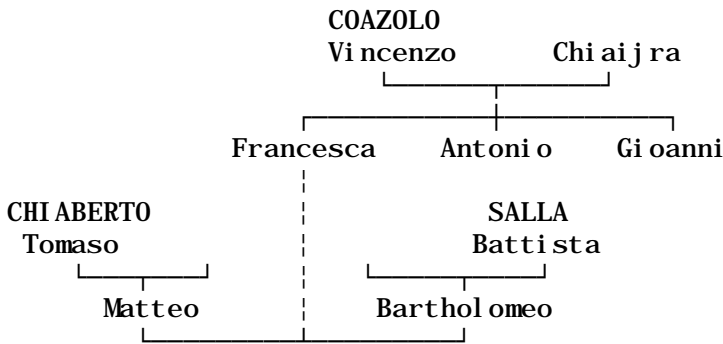 COAZOLO
Vincenzo Chiaijra
Francesca Antonio Gioanni
CHIABERTO SALLA
Tomaso Battista
Matteo Bartholomeo